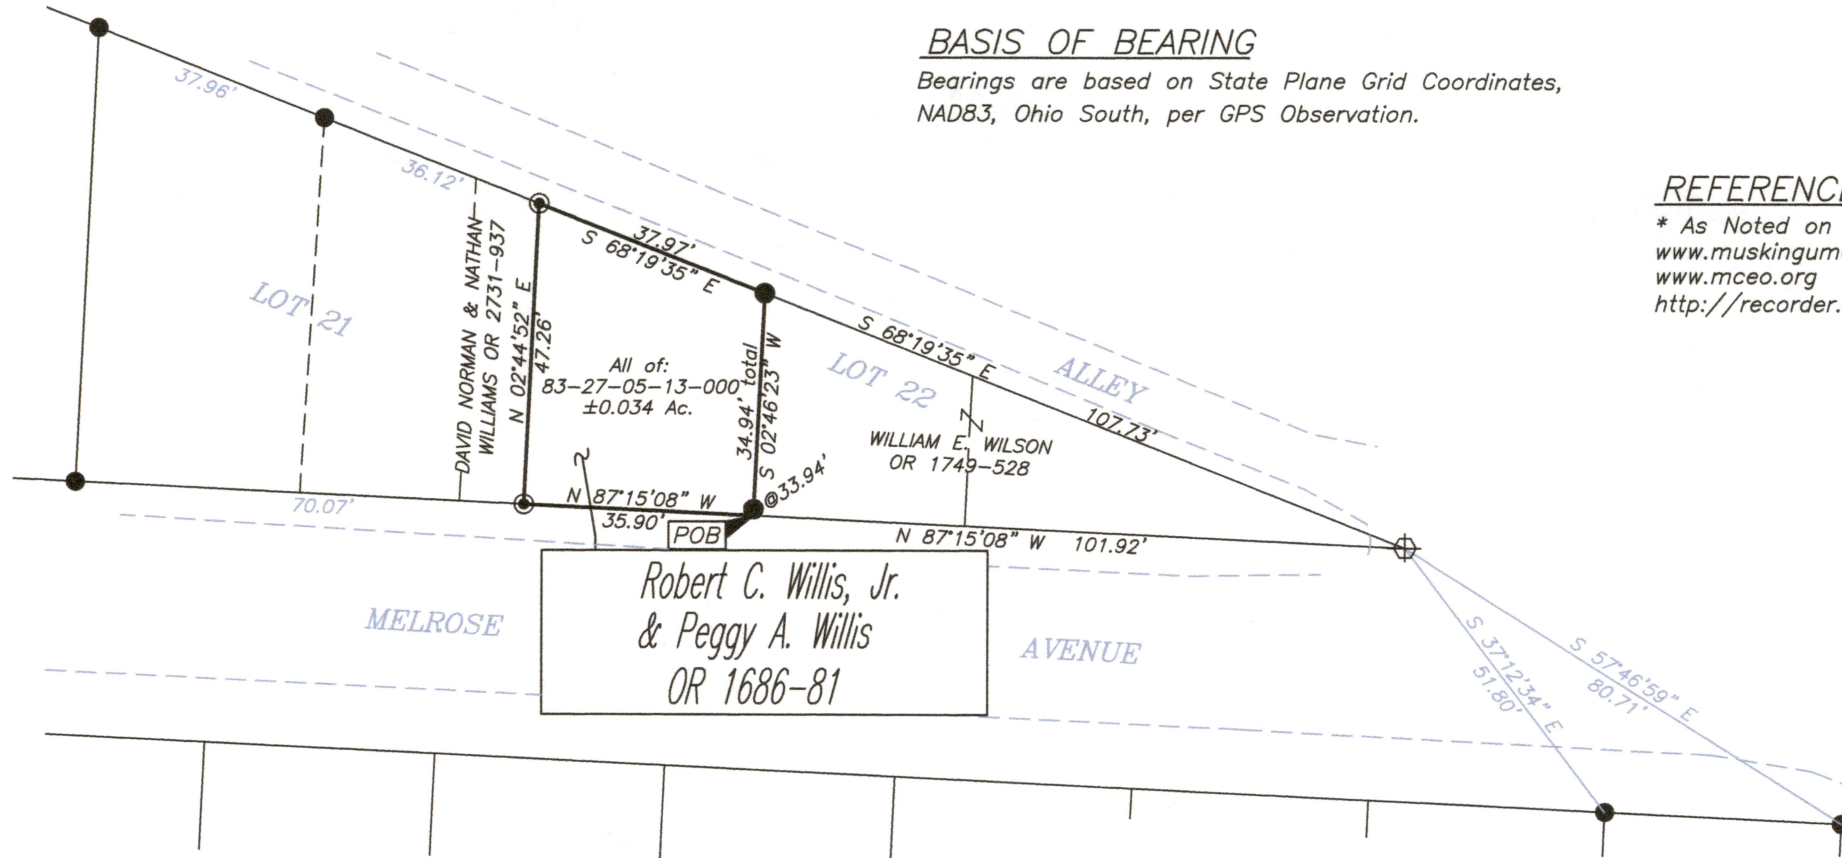 BASIS OF BEARING
Bearings are based on State Plane Grid Coordinates,
NAD83, Ohio South, per GPS Observation.
REFERENCE
* As Noted on
www.muskingum
www.mceo.org
http://recorder.
37.96'
36.12'
37.97'
S 68°19'35" E
LOT 21
DAVID NORMAN & NATHAN
WILLIAMS OR 2731-937
N 02°44'52" E
47.26'
All of:
83-27-05-13-000
±0.034 Ac.
34.94' total
S 02°46'23" W
@33.94'
S 68°19'35" E
LOT 22
ALLEY
107.73'
WILLIAM E. WILSON
OR 1749-528
70.07'
N 87°15'08" W
35.90'
POB
N 87°15'08" W 101.92'
Robert C. Willis, Jr.
& Peggy A. Willis
OR 1686-81
MELROSE
AVENUE
S 37°12'34" E
51.80'
S 57°46'59" E
80.71'